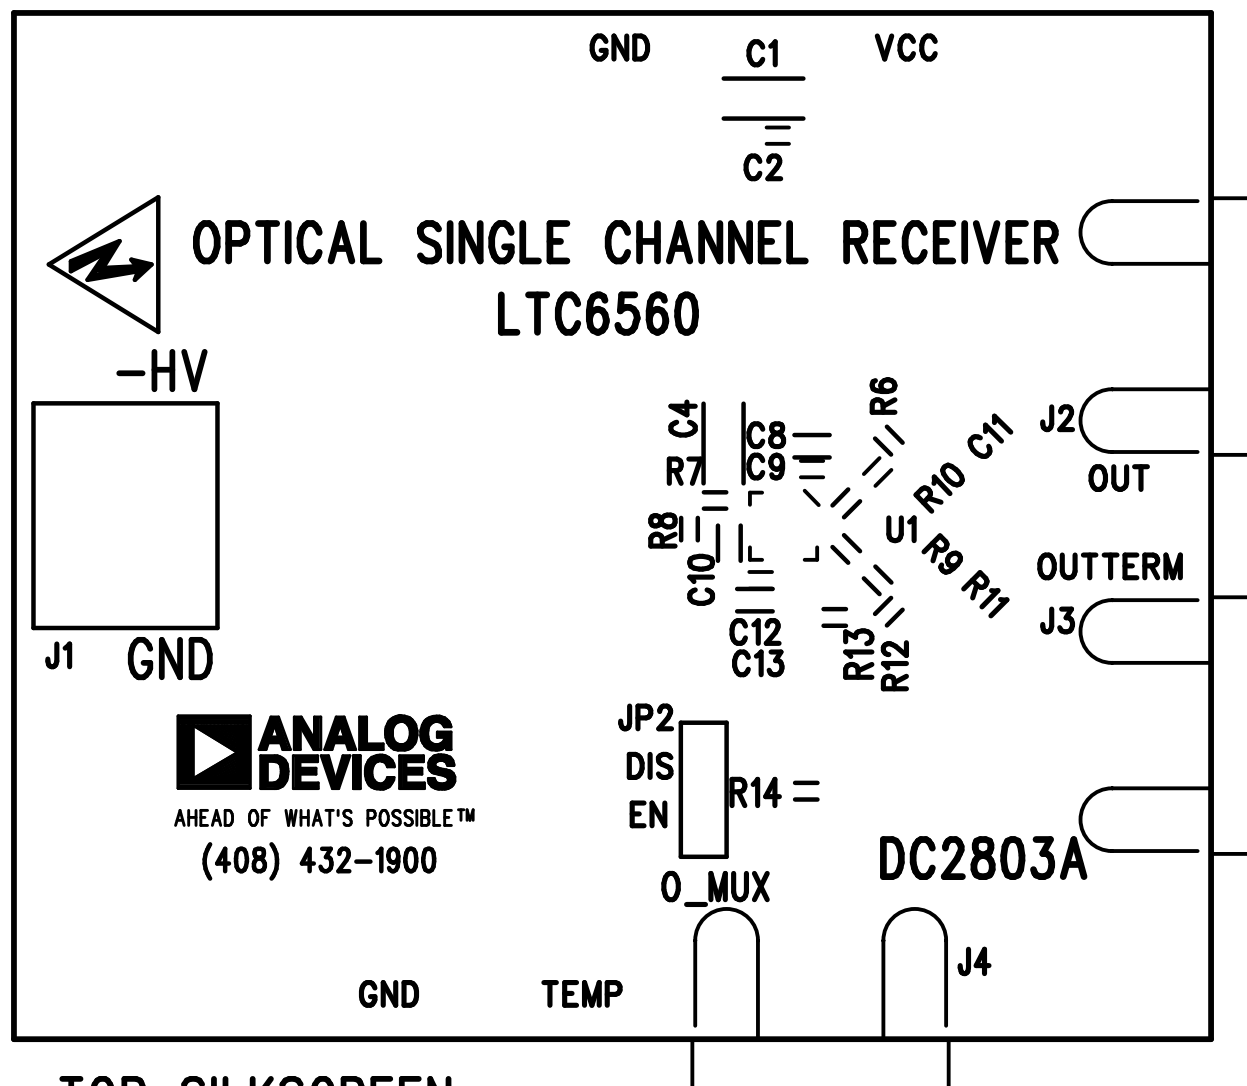 GND C1 VCC
C2
OPTICAL SINGLE CHANNEL RECEIVER
LTC6560
-HV
C4
C8
R6
C11
J2
R7
C9
R10
OUT
R8
U1
R9
R11
OUTTERM
C10
J3
C12
C13
R13
R12
J1 GND
ANALOG
DEVICES
AHEAD OF WHAT'S POSSIBLE™
(408) 432-1900
JP2
DIS
EN
R14
O_MUX
DC2803A
J4
GND TEMP
TOP SILKSCREEN